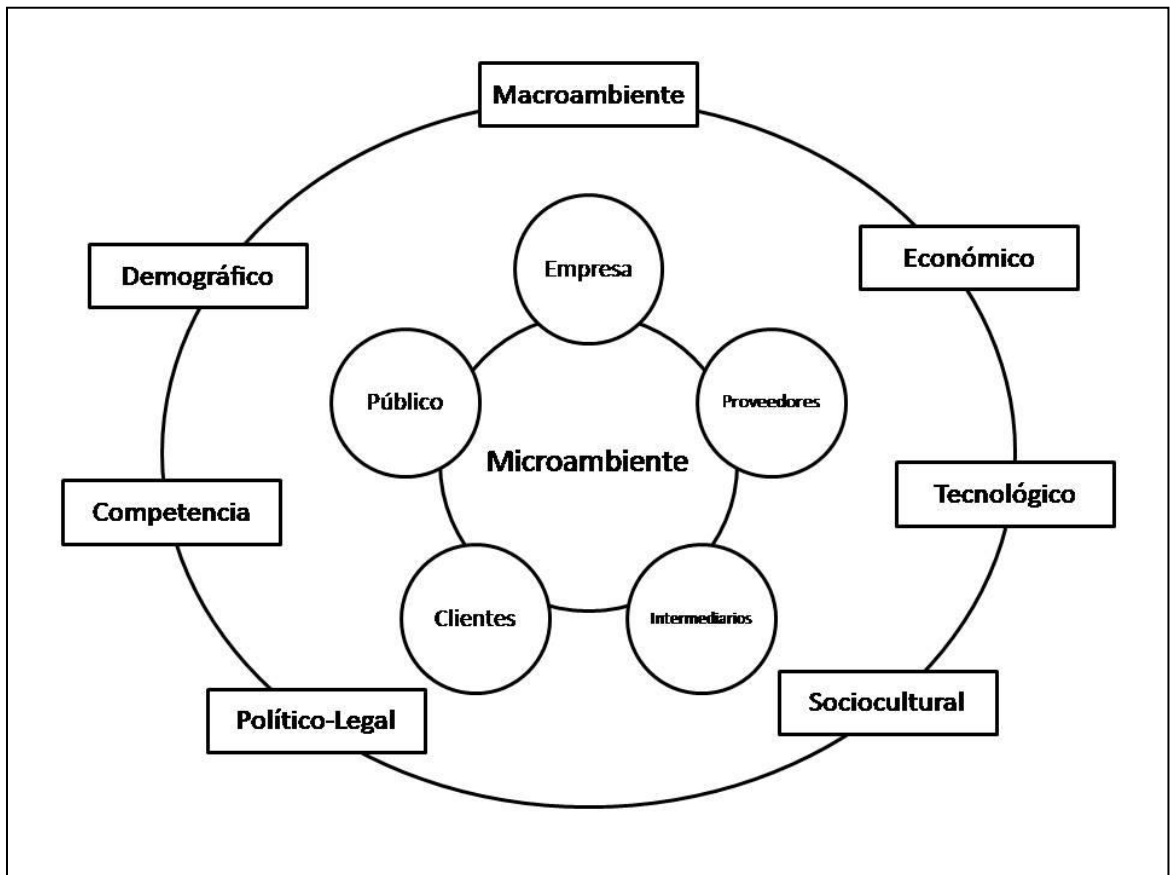 Macroambiente
Económico
Tecnológico
Sociocultural
Político-Legal
Competencia
Demográfico
Empresa
Proveedores
Intermediarios
Clientes
Público
Microambiente